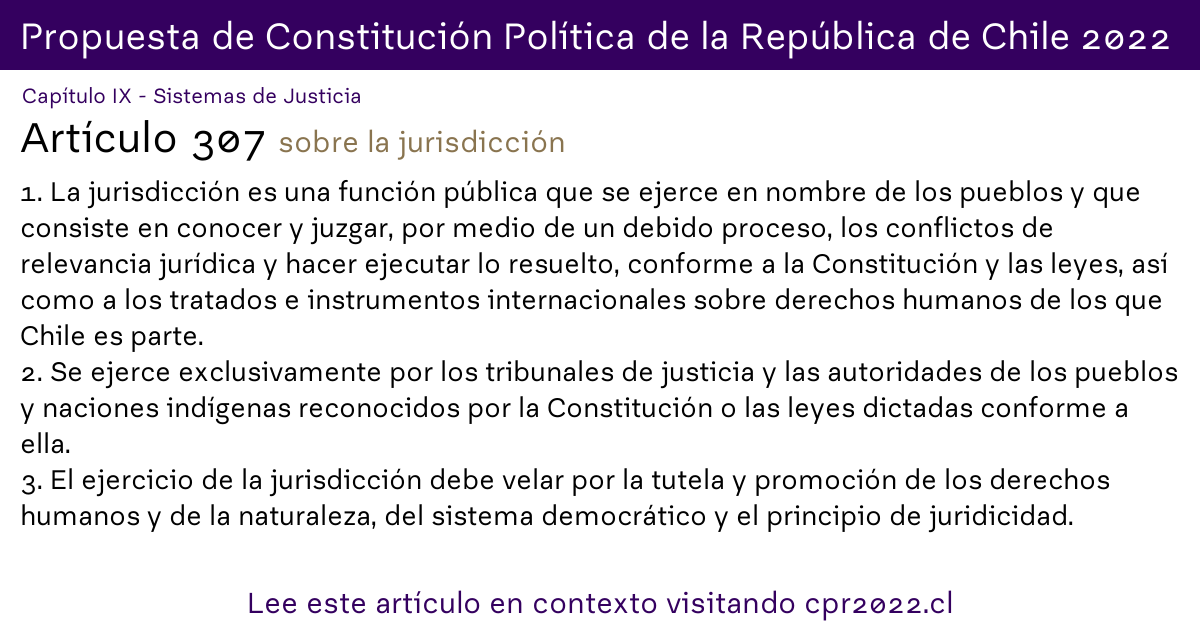 Propuesta de Constitución Política de la República de Chile 2022
Capítulo IX - Sistemas de Justicia
Artículo 307 sobre la jurisdicción
1. La jurisdicción es una función pública que se ejerce en nombre de los pueblos y que
consiste en conocer y juzgar, por medio de un debido proceso, los conflictos de
relevancia jurídica y hacer ejecutar lo resuelto, conforme a la Constitución y las leyes, así
como a los tratados e instrumentos internacionales sobre derechos humanos de los que
Chile es parte.
2. Se ejerce exclusivamente por los tribunales de justicia y las autoridades de los pueblos
y naciones indígenas reconocidos por la Constitución o las leyes dictadas conforme a
ella.
3. El ejercicio de la jurisdicción debe velar por la tutela y promoción de los derechos
humanos y de la naturaleza, del sistema democrático y el principio de juridicidad.
Lee este artículo en contexto visitando cpr2022.cl